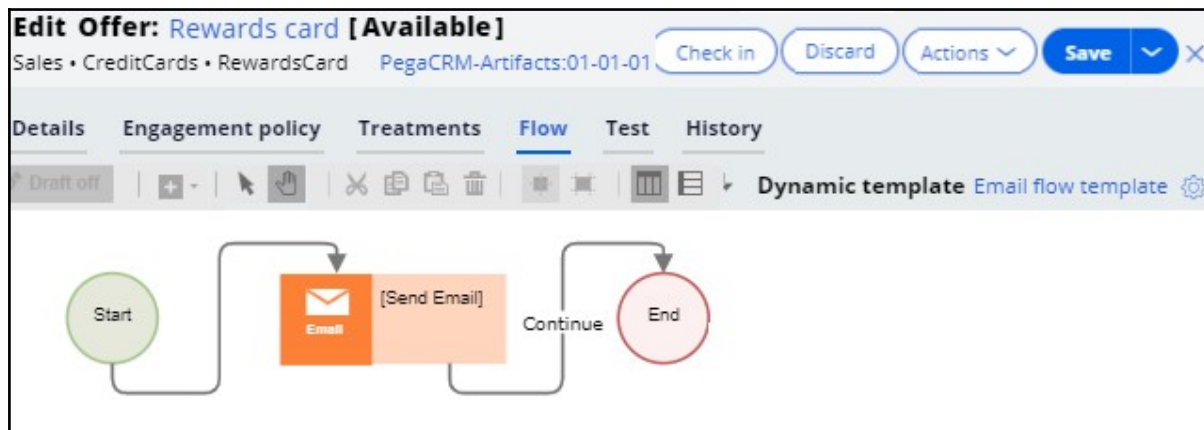 Edit Offer: Rewards card [Available]
Sales • CreditCards • RewardsCard PegaCRM-Artifacts:01-01-01 Check in Discard Actions Save
Details Engagement policy Treatments Flow Test History
Draft off Dynamic template Email flow template
Start
Email
[Send Email]
Continue
End